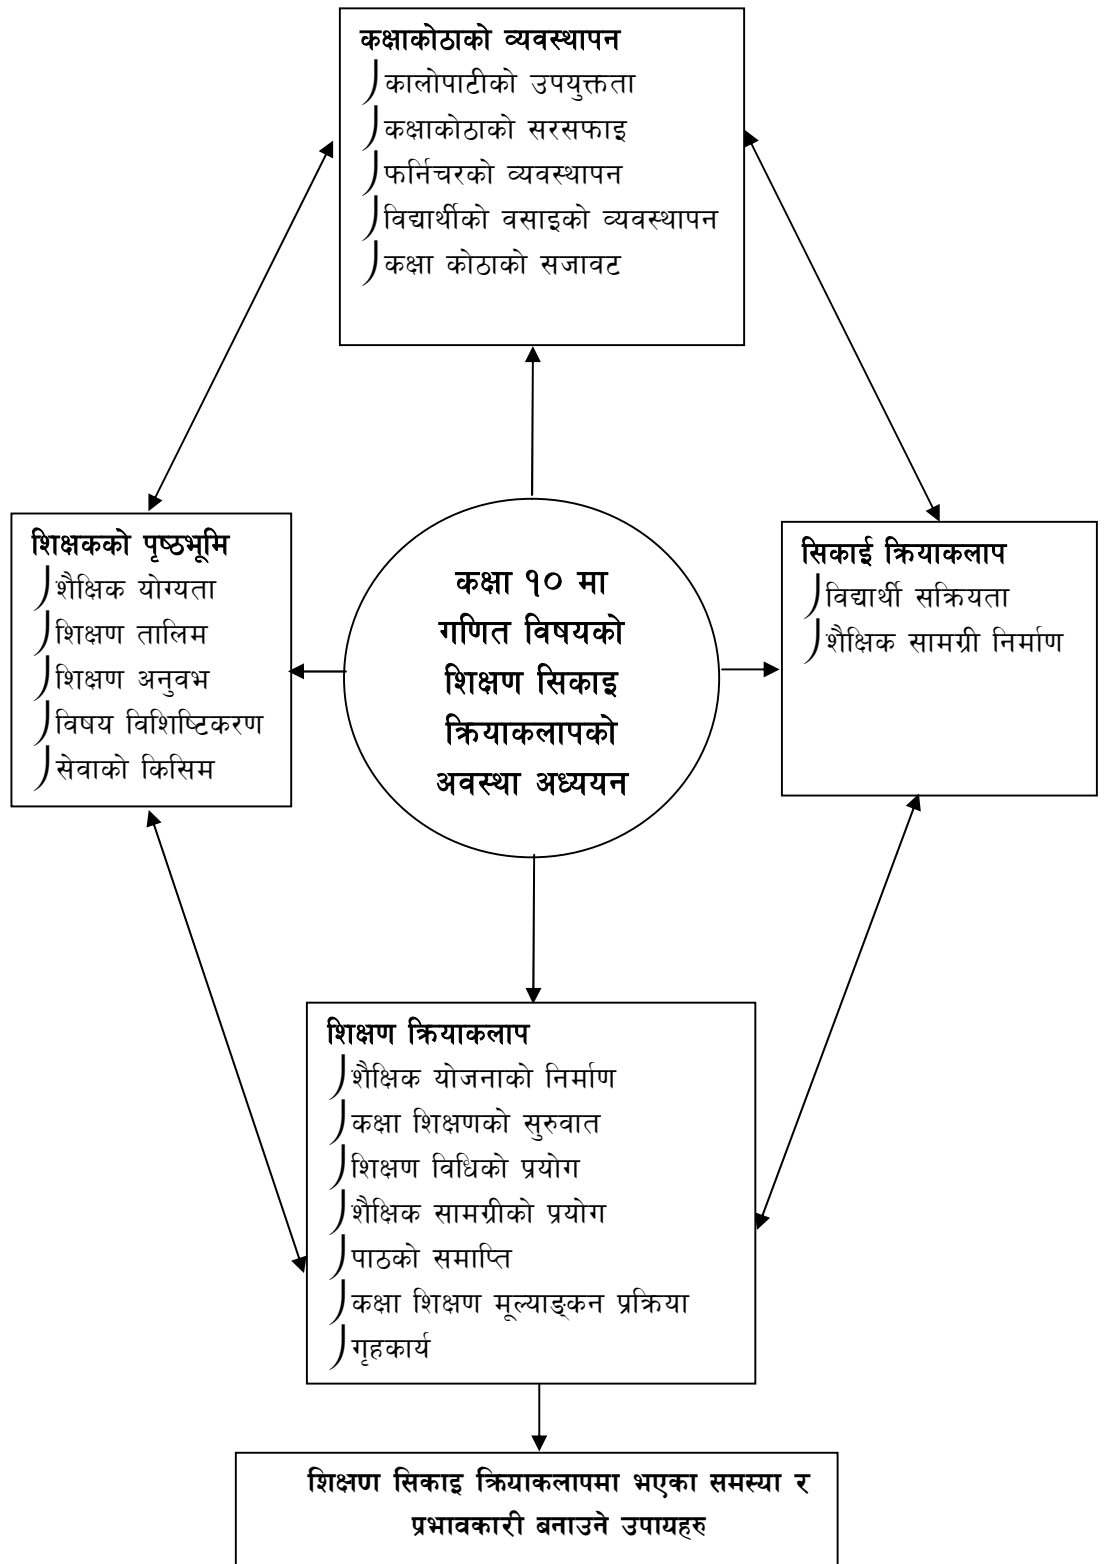 कक्षाकोठाको व्यवस्थापन
कालोपाटीको उपयुक्तता
कक्षाकोठाको सरसफाइ
फर्निचरको व्यवस्थापन
विद्यार्थीको वसाइको व्यवस्थापन
कक्षा कोठाको सजावट
शिक्षकको पृष्ठभूमि
शैक्षिक योग्यता
शिक्षण तालिम
शिक्षण अनुवभ
विषय विशिष्टिकरण
सेवाको किसिम
कक्षा १० मा
गणित विषयको
शिक्षण सिकाइ
क्रियाकलापको
अवस्था अध्ययन
सिकाई क्रियाकलाप
विद्यार्थी सक्रियता
शैक्षिक सामग्री निर्माण
शिक्षण क्रियाकलाप
शैक्षिक योजनाको निर्माण
कक्षा शिक्षणको सुरुवात
शिक्षण विधिको प्रयोग
शैक्षिक सामग्रीको प्रयोग
पाठको समाप्ति
कक्षा शिक्षण मूल्याङ्कन प्रक्रिया
गृहकार्य
शिक्षण सिकाइ क्रियाकलापमा भएका समस्या र
प्रभावकारी बनाउने उपायहरु